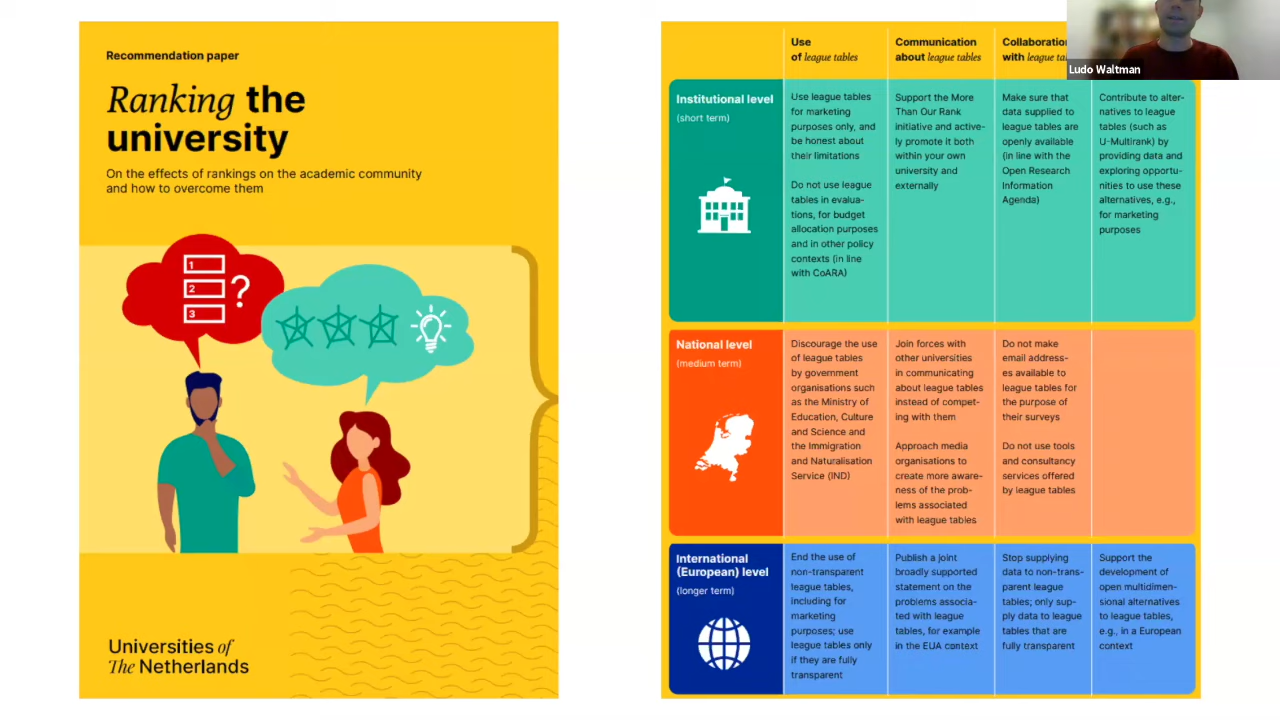 Recommendation paper
Ranking the
university
On the effects of rankings on the academic community
and how to overcome them
1
2
3
?
Universities of
The Netherlands
Use
of league tables
Communication
about league tables
Collaboration
with league
Ludo Waltman
Institutional level
(short term)
Use league tables
for marketing
purposes only, and
be honest about
their limitations
Do not use league
tables in evalua-
tions, for budget
allocation purposes
and in other policy
contexts (in line
with CoARA)
Support the More
Than Our Rank
initiative and active-
ly promote it both
within your own
university and
externally
Make sure that
data supplied to
league tables are
openly available
(in line with the
Open Research
Information
Agenda)
Contribute to alter-
natives to league
tables (such as
U-Multirank) by
providing data and
exploring opportu-
nities to use these
alternatives, e.g.,
for marketing
purposes
National level
(medium term)
Discourage the use
of league tables
by government
organisations such
as the Ministry of
Education, Culture
and Science and
the Immigration
and Naturalisation
Service (IND)
Join forces with
other universities
in communicating
about league tables
instead of compet-
ing with them
Approach media
organisations to
create more aware-
ness of the prob-
lems associated
with league tables
Do not make
email address-
es available to
league tables for
the purpose of
their surveys
Do not use tools
and consultancy
services offered
by league tables
International
(European) level
(longer term)
End the use of
non-transparent
league tables,
including for
marketing
purposes; use
league tables only
if they are fully
transparent
Publish a joint
broadly supported
statement on the
problems associa-
ted with league
tables, for example
in the EUA context
Stop supplying
data to non-trans-
parent league
tables; only sup-
ply data to league
tables that are
fully transparent
Support the
development of
open multidimen-
sional alternatives
to league tables,
e.g., in a European
context